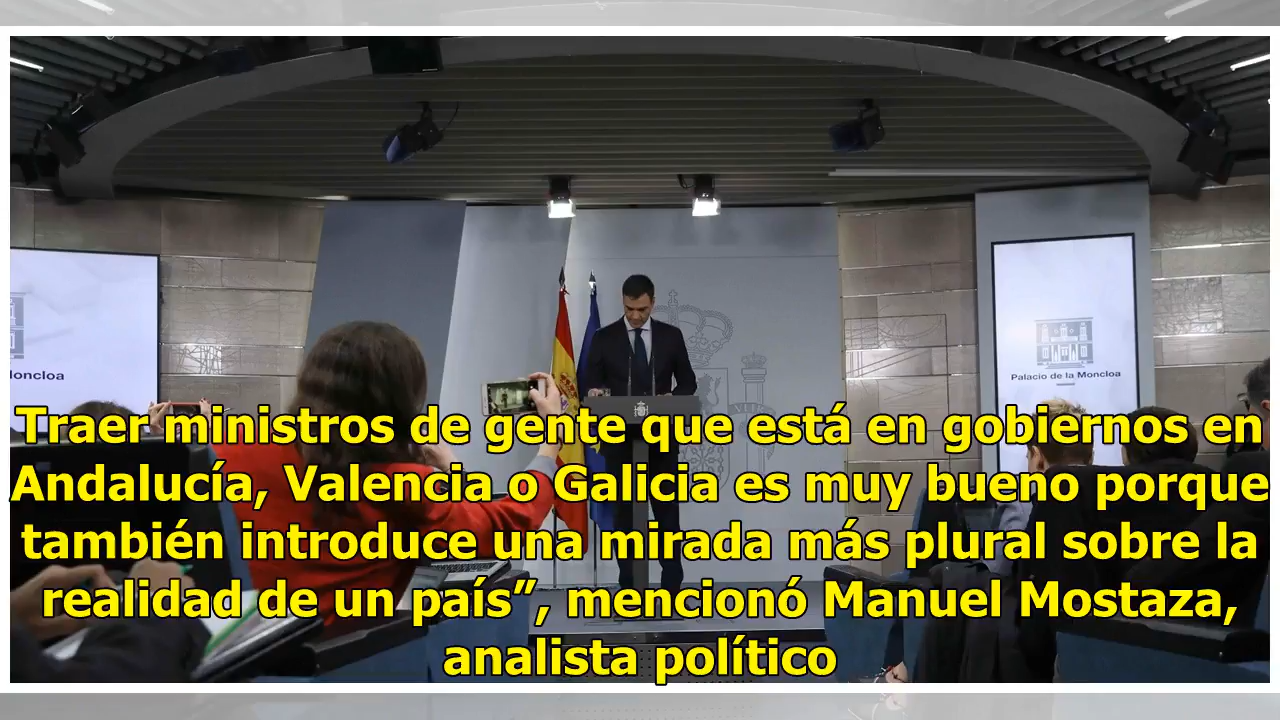 Moncloa
Palacio de la Moncloa
Traer ministros de gente que está en gobiernos en
Andalucía, Valencia o Galicia es muy bueno porque
también introduce una mirada más plural sobre la
realidad de un país”, mencionó Manuel Mostaza,
analista político